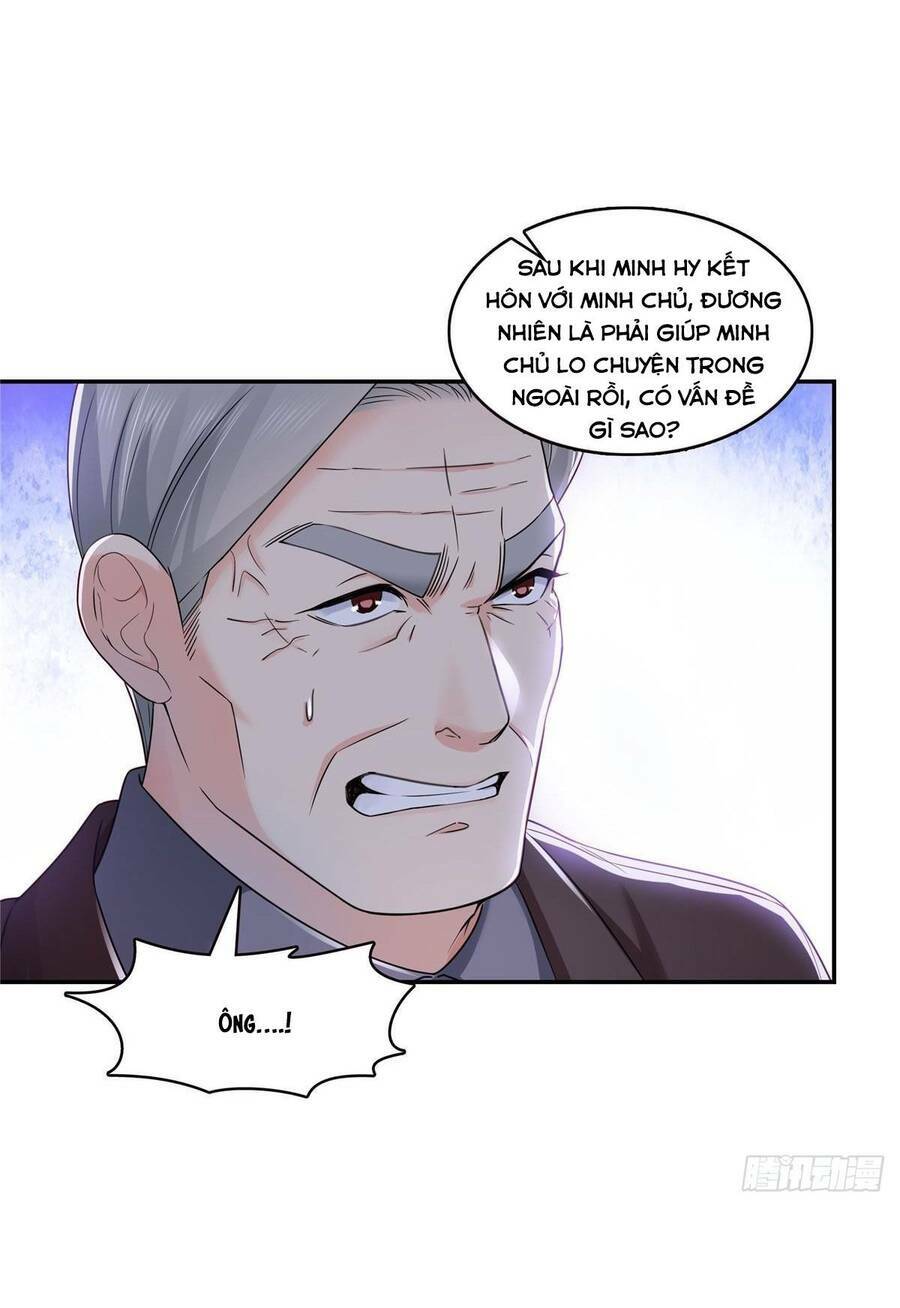 SAU KHI MINH HY KẾT
HÔN VỚI MINH CHỦ, ĐƯƠNG
NHIÊN LÀ PHẢI GIÚP MINH
CHỦ LO CHUYỆN TRONG
NGOÀI RỒI, CÓ VẤN ĐỀ
GÌ SAO?
ÔNG....!
腾讯动漫